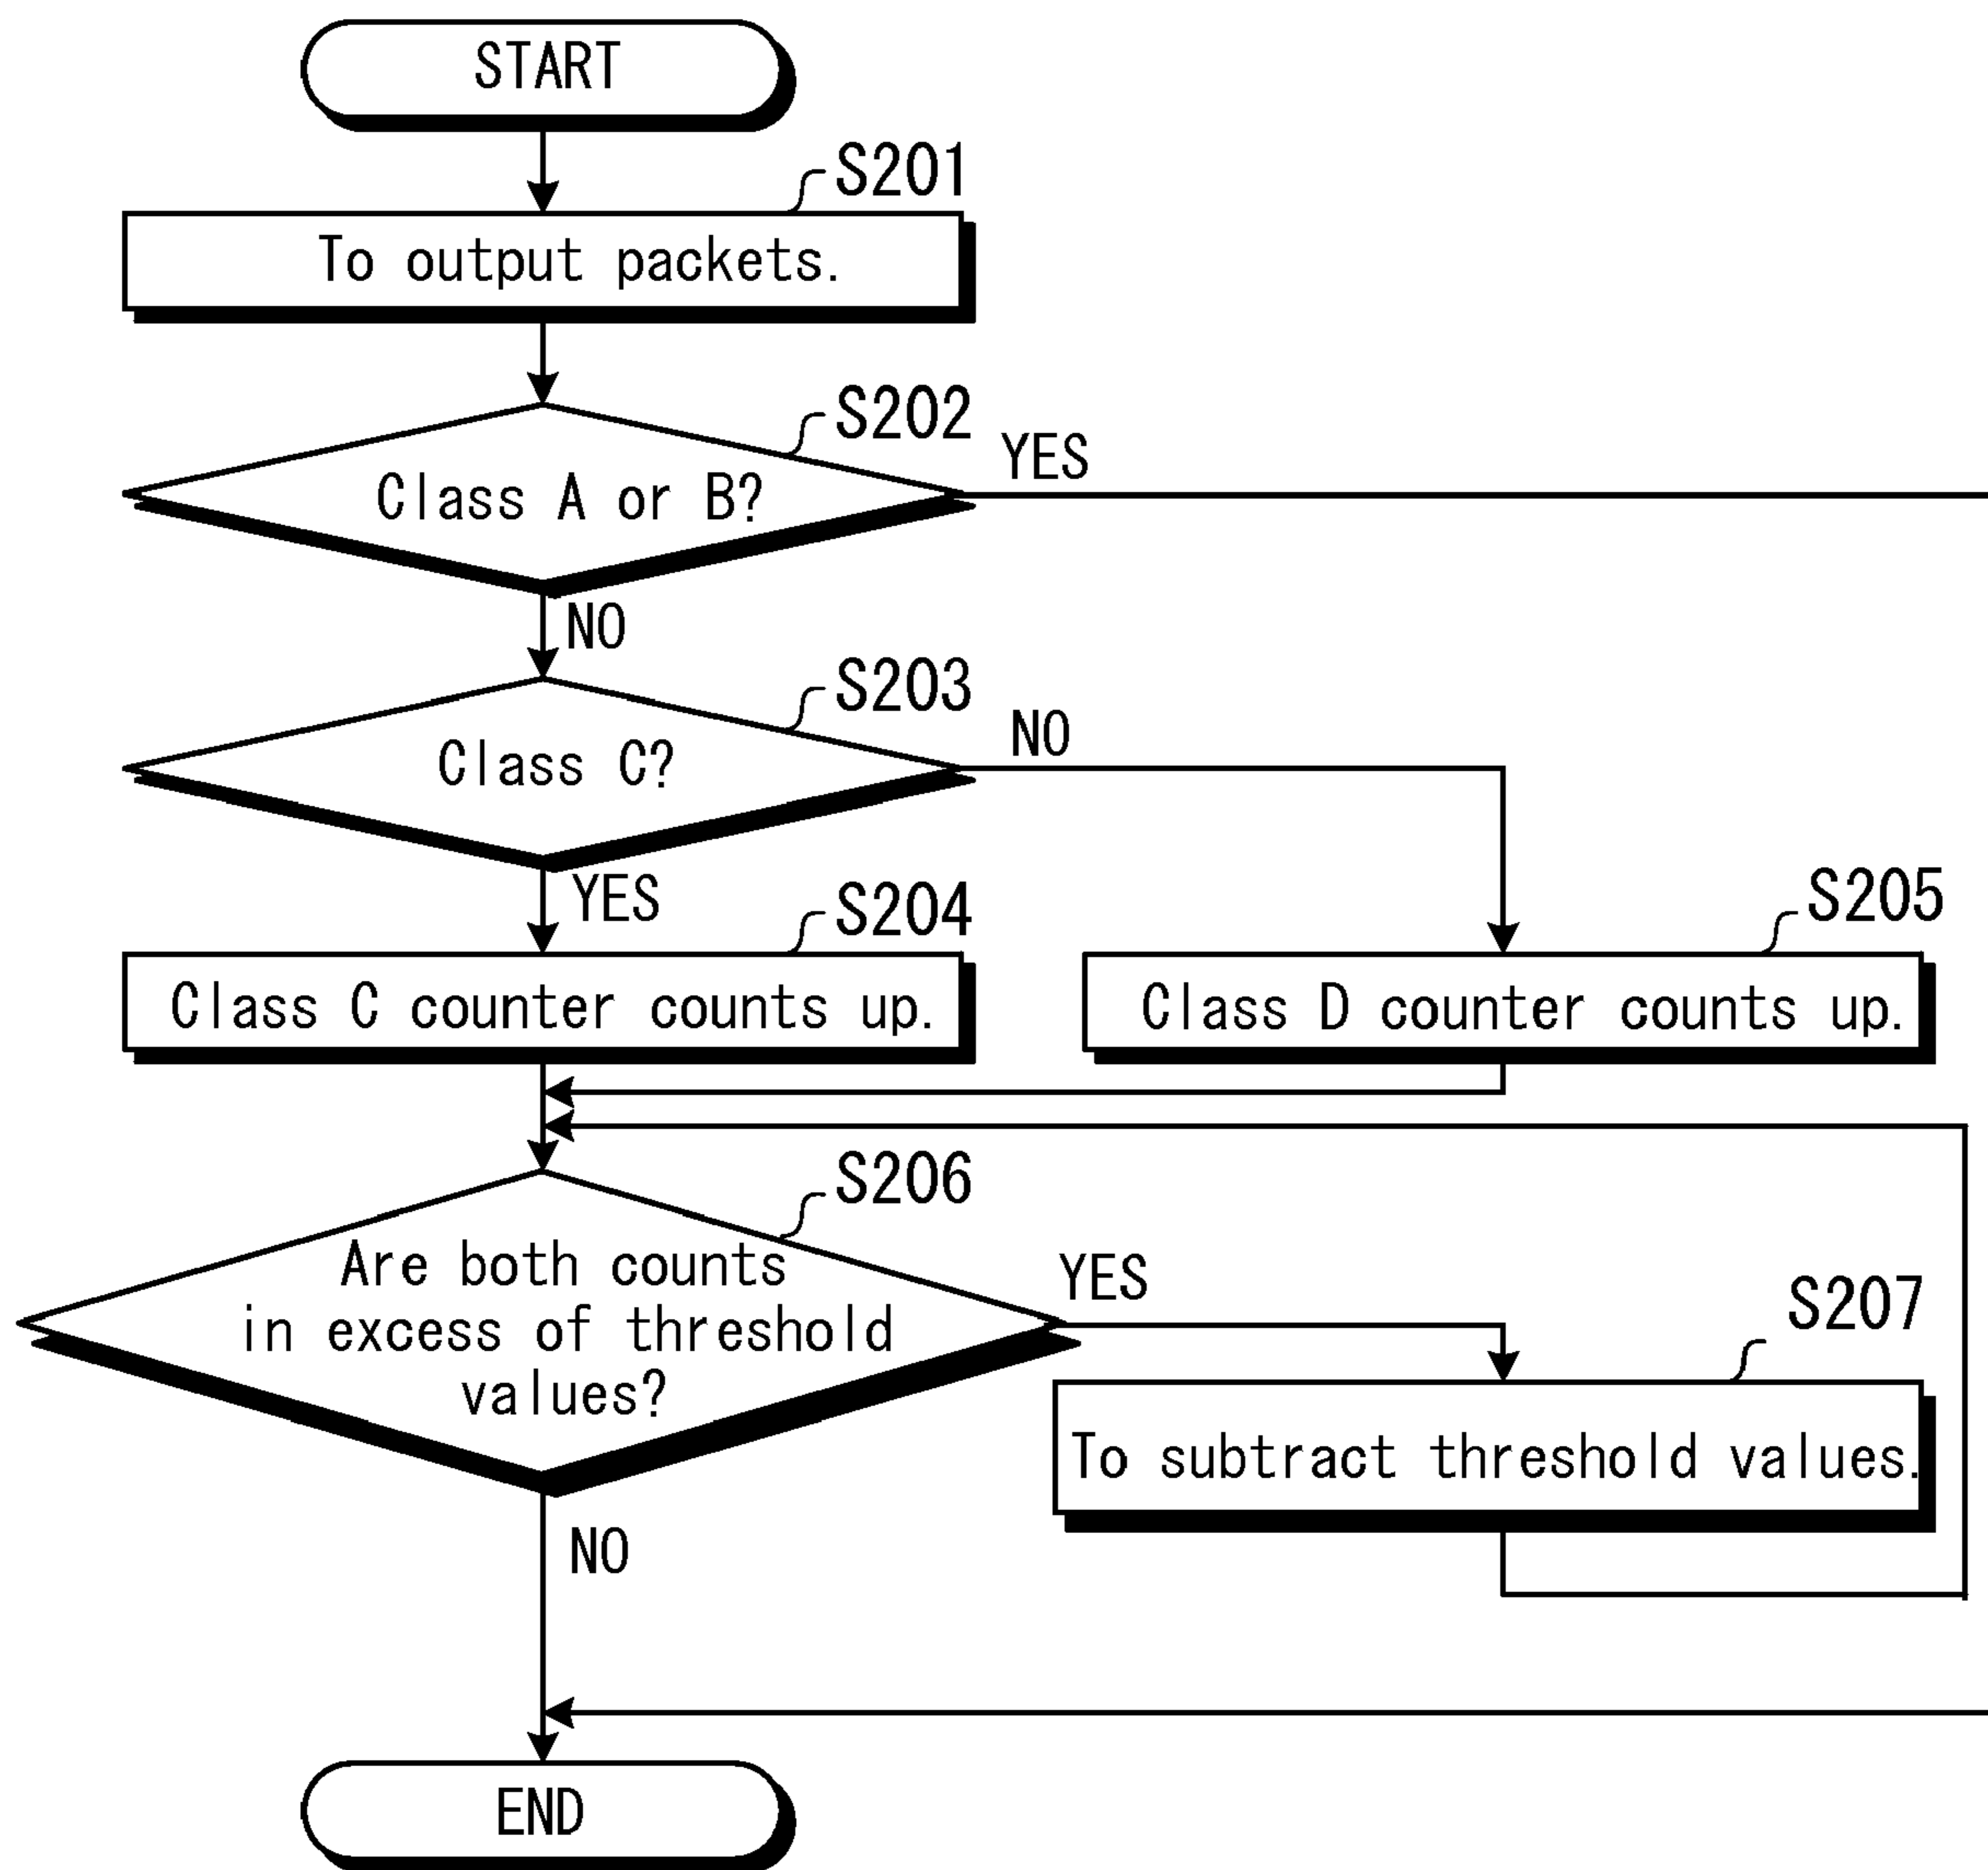 START
S201
To output packets.
S202
Class A or B?
YES
NO
S203
Class C?
NO
YES
S204
Class C counter counts up.
S205
Class D counter counts up.
S206
Are both counts
in excess of threshold
values?
YES
S207
To subtract threshold values.
NO
END